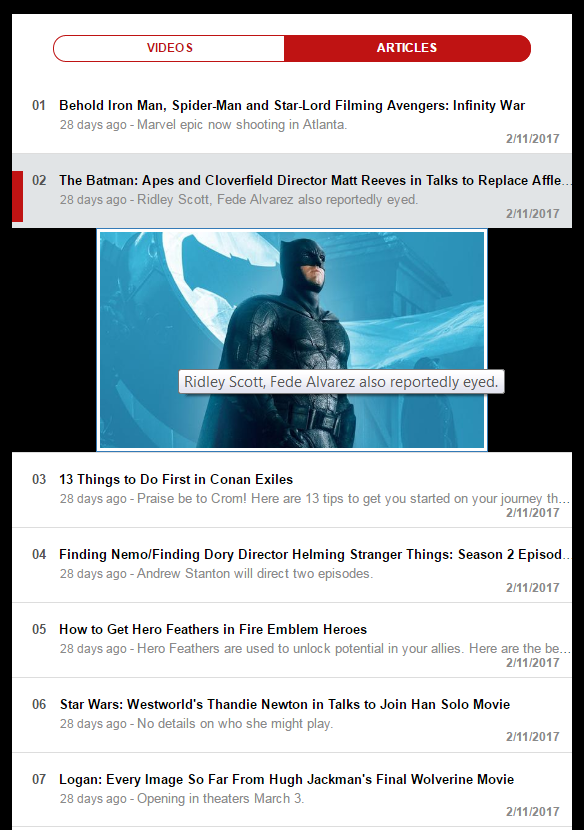 VIDEOS ARTICLES
01 Behold Iron Man, Spider-Man and Star-Lord Filming Avengers: Infinity War
28 days ago - Marvel epic now shooting in Atlanta.
2/11/2017
02 The Batman: Apes and Cloverfield Director Matt Reeves in Talks to Replace Affle...
28 days ago - Ridley Scott, Fede Alvarez also reportedly eyed.
2/11/2017
Ridley Scott, Fede Alvarez also reportedly eyed.
03 13 Things to Do First in Conan Exiles
28 days ago - Praise be to Crom! Here are 13 tips to get you started on your journey th...
2/11/2017
04 Finding Nemo/Finding Dory Director Helming Stranger Things: Season 2 Episod...
28 days ago - Andrew Stanton will direct two episodes.
2/11/2017
05 How to Get Hero Feathers in Fire Emblem Heroes
28 days ago - Hero Feathers are used to unlock potential in your allies. Here are the be...
2/11/2017
06 Star Wars: Westworld's Thandie Newton in Talks to Join Han Solo Movie
28 days ago - No details on who she might play.
2/11/2017
07 Logan: Every Image So Far From Hugh Jackman's Final Wolverine Movie
28 days ago - Opening in theaters March 3.
2/11/2017